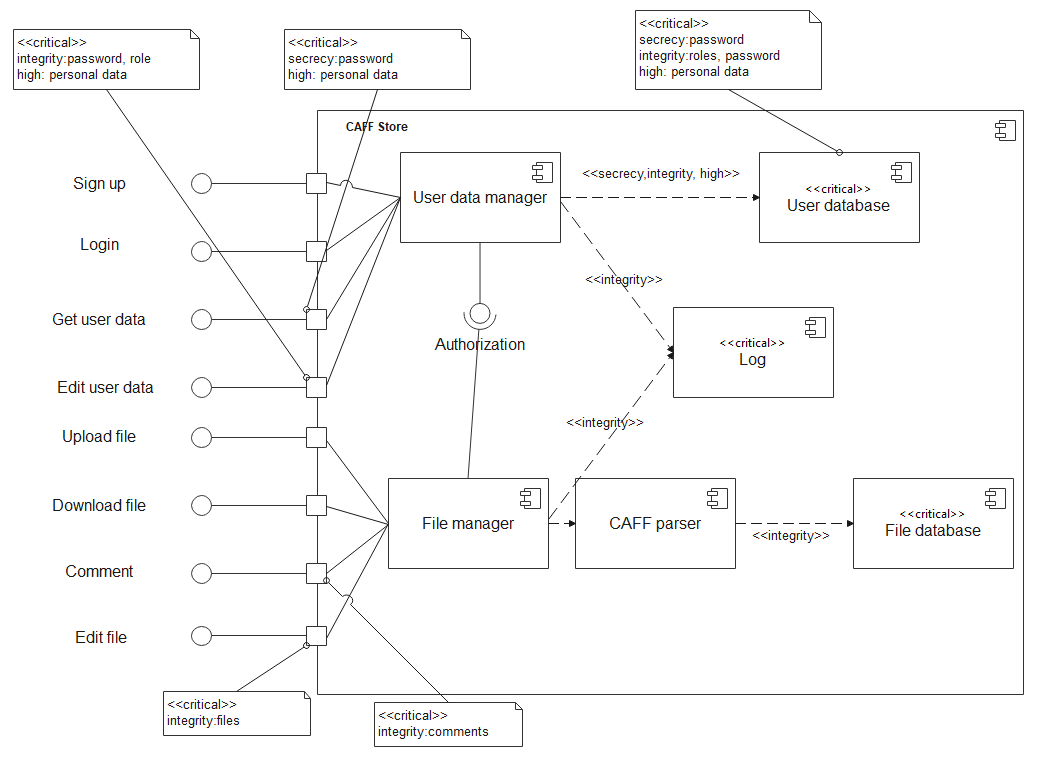 <<critical>>
integrity:password, role
high: personal data
<<critical>>
secrecy:password
high: personal data
<<critical>>
secrecy:password
integrity:roles, password
high: personal data
CAFF Store
Sign up
Login
Get user data
Edit user data
Upload file
Download file
Comment
Edit file
User data manager
<<secrecy,integrity, high>>
<<critical>>
User database
<<integrity>>
Authorization
<<critical>>
Log
<<integrity>>
File manager
CAFF parser
<<integrity>>
<<critical>>
File database
<<critical>>
integrity:files
<<critical>>
integrity:comments